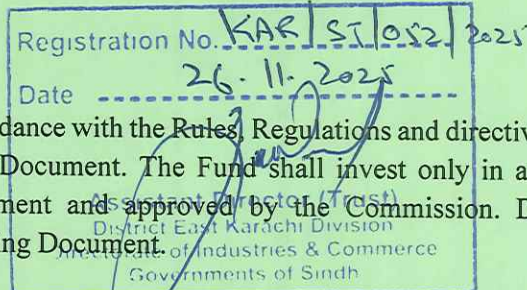 Registration No. KAR/ST/052/2025
Date 26.11.2025
dance with the Rules, Regulations and directiv
Document. The Fund shall invest only in a
ment and approved by the Commission. D
ng Document.
Assistant Director (Trust)
District East Karachi Division
Directorate of Industries & Commerce
Governments of Sindh